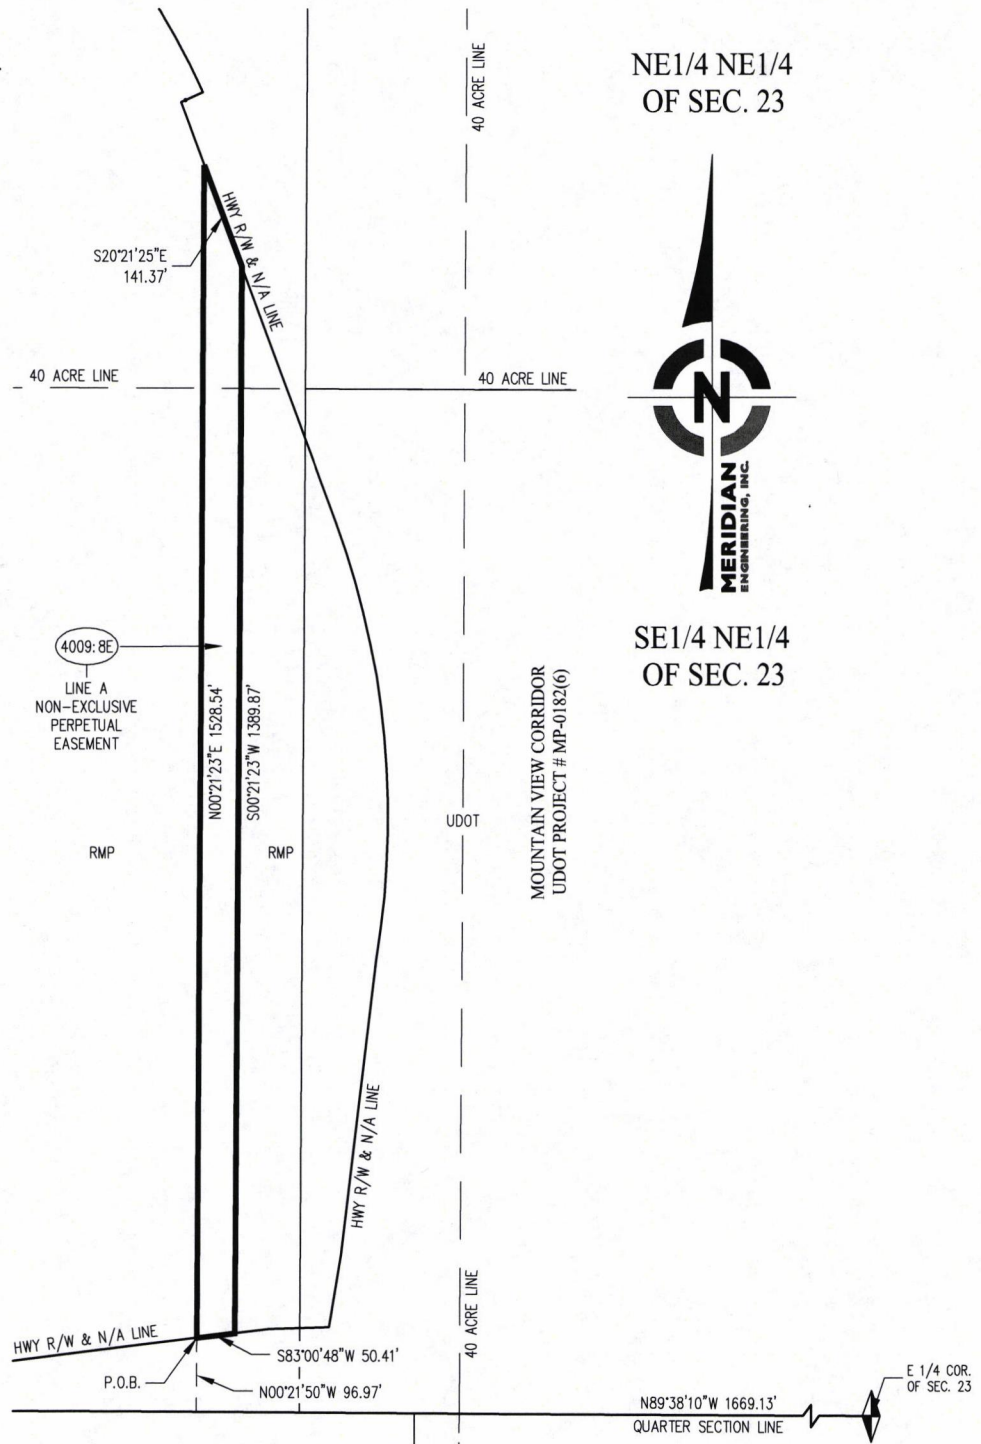 40 ACRE LINE
NE1/4 NE1/4
OF SEC. 23
HWY R/W & N/A LINE
S20°21'25"E
141.37'
40 ACRE LINE
40 ACRE LINE
N
MERIDIAN
ENGINEERING, INC.
4009:8E
LINE A
NON-EXCLUSIVE
PERPETUAL
EASEMENT
N00°21'23"E 1528.54'
S00°21'23"W 1389.87'
SE1/4 NE1/4
OF SEC. 23
MOUNTAIN VIEW CORRIDOR
UDOT PROJECT # MP-0182(6)
UDOT
RMP
RMP
HWY R/W & N/A LINE
40 ACRE LINE
HWY R/W & N/A LINE
S83°00'48"W 50.41'
P.O.B.
N00°21'50"W 96.97'
N89°38'10"W 1669.13'
QUARTER SECTION LINE
E 1/4 COR.
OF SEC. 23